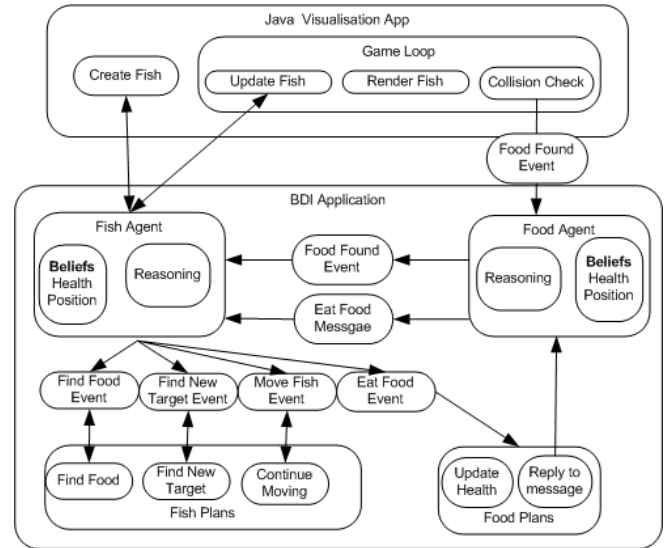 Java Visualisation App
Game Loop
Create Fish
Update Fish
Render Fish
Collision Check
Food Found
Event
BDI Application
Fish Agent
Beliefs
Health
Position
Reasoning
Food Found
Event
Eat Food
Messgae
Food Agent
Reasoning
Beliefs
Health
Position
Find Food
Event
Find New
Target Event
Move Fish
Event
Eat Food
Event
Find Food
Find New
Target
Continue
Moving
Fish Plans
Update
Health
Reply to
message
Food Plans